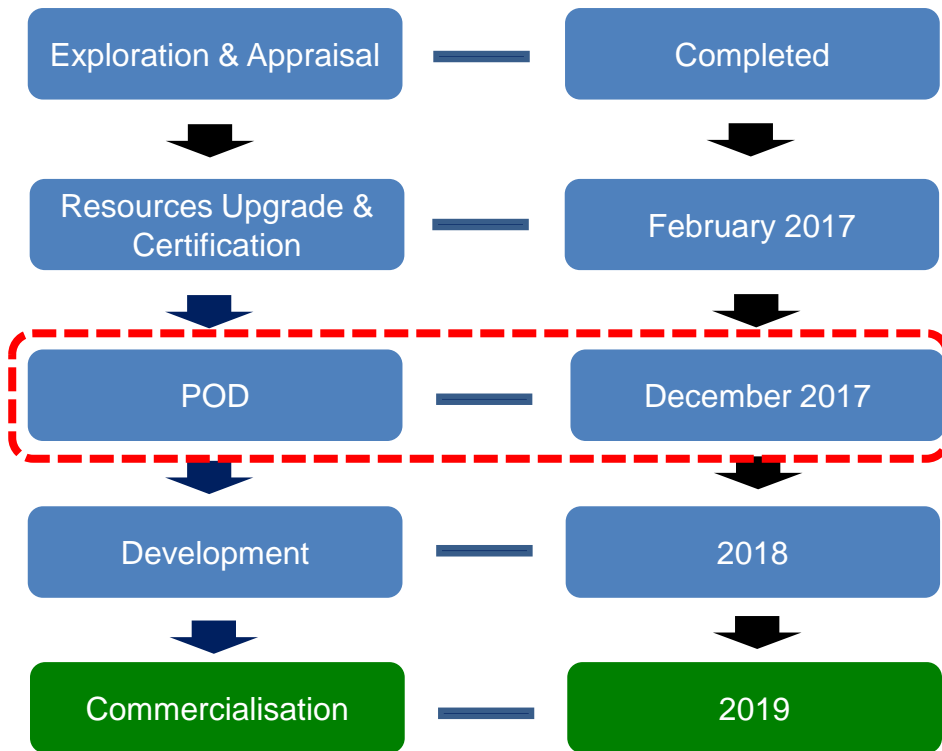 Exploration & Appraisal
Completed
Resources Upgrade &
Certification
February 2017
POD
December 2017
Development
2018
Commercialisation
2019